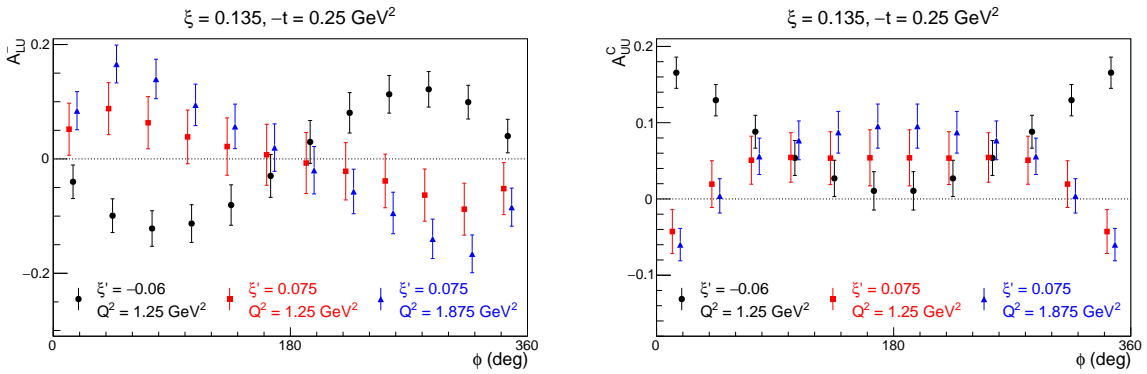 ξ = 0.135, −t = 0.25 GeV²
A⁻_LU
0.2
0
−0.2
ξ' = −0.06
Q² = 1.25 GeV²
ξ' = 0.075
Q² = 1.25 GeV²
ξ' = 0.075
Q² = 1.875 GeV²
0
180
360
ϕ (deg)
ξ = 0.135, −t = 0.25 GeV²
A^C_UU
0.2
0.1
0
−0.1
ξ' = −0.06
Q² = 1.25 GeV²
ξ' = 0.075
Q² = 1.25 GeV²
ξ' = 0.075
Q² = 1.875 GeV²
0
180
360
ϕ (deg)